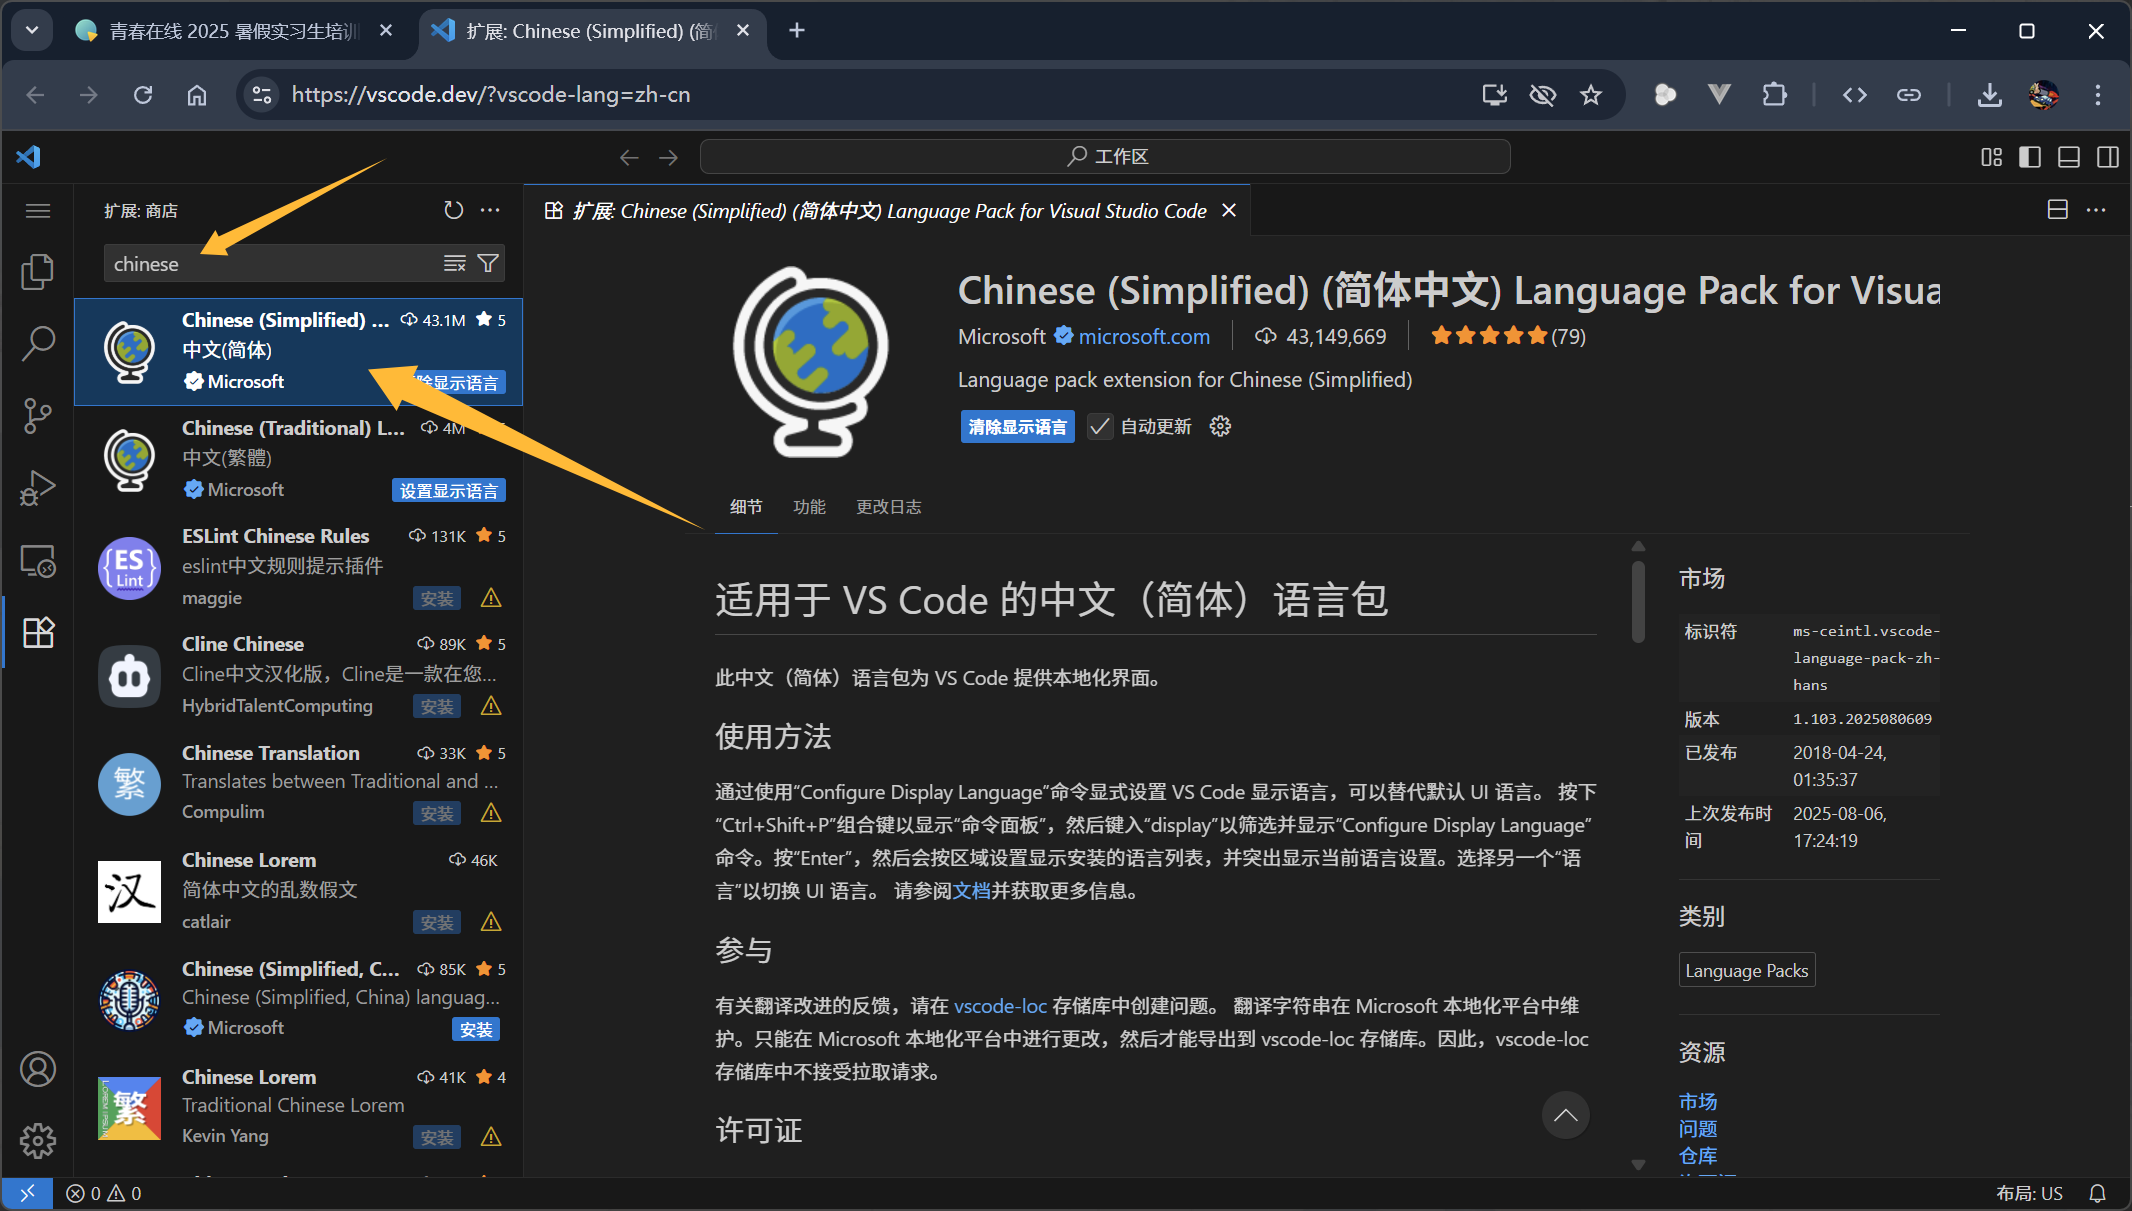 青春在线 2025 暑假实习生培训
扩展: Chinese (Simplified) (简
https://vscode.dev/?vscode-lang=zh-cn
工作区
扩展: 商店
chinese
Chinese (Simplified) ... 43.1M 5
中文(简体)
Microsoft 除显示语言
Chinese (Traditional) L... 4M
中文(繁體)
Microsoft 设置显示语言
ESLint Chinese Rules 131K 5
eslint中文规则提示插件
maggie 安装
Cline Chinese 89K 5
Cline中文汉化版，Cline是一款在您...
HybridTalentComputing 安装
Chinese Translation 33K 5
Translates between Traditional and ...
Compulim 安装
Chinese Lorem 46K
简体中文的乱数假文
catlair 安装
Chinese (Simplified, C... 85K 5
Chinese (Simplified, China) languag...
Microsoft 安装
Chinese Lorem 41K 4
Traditional Chinese Lorem
Kevin Yang 安装
{ES}
Lint
繁
汉
繁
LOREM IPSUM
扩展: Chinese (Simplified) (简体中文) Language Pack for Visual Studio Code
Chinese (Simplified) (简体中文) Language Pack for Visua
Microsoft microsoft.com 43,149,669 (79)
Language pack extension for Chinese (Simplified)
清除显示语言 自动更新
细节 功能 更改日志
适用于 VS Code 的中文（简体）语言包
此中文（简体）语言包为 VS Code 提供本地化界面。
使用方法
通过使用“Configure Display Language”命令显式设置 VS Code 显示语言，可以替代默认 UI 语言。 按下
“Ctrl+Shift+P”组合键以显示“命令面板”，然后键入“display”以筛选并显示“Configure Display Language”
命令。按“Enter”，然后会按区域设置显示安装的语言列表，并突出显示当前语言设置。选择另一个“语
言”以切换 UI 语言。 请参阅文档并获取更多信息。
参与
有关翻译改进的反馈，请在 vscode-loc 存储库中创建问题。 翻译字符串在 Microsoft 本地化平台中维
护。只能在 Microsoft 本地化平台中进行更改，然后才能导出到 vscode-loc 存储库。因此，vscode-loc
存储库中不接受拉取请求。
许可证
市场
标识符 ms-ceintl.vscode-
language-pack-zh-
hans
版本 1.103.2025080609
已发布 2018-04-24,
01:35:37
上次发布时 2025-08-06,
间 17:24:19
类别
Language Packs
资源
市场
问题
仓库
0 0
布局: US